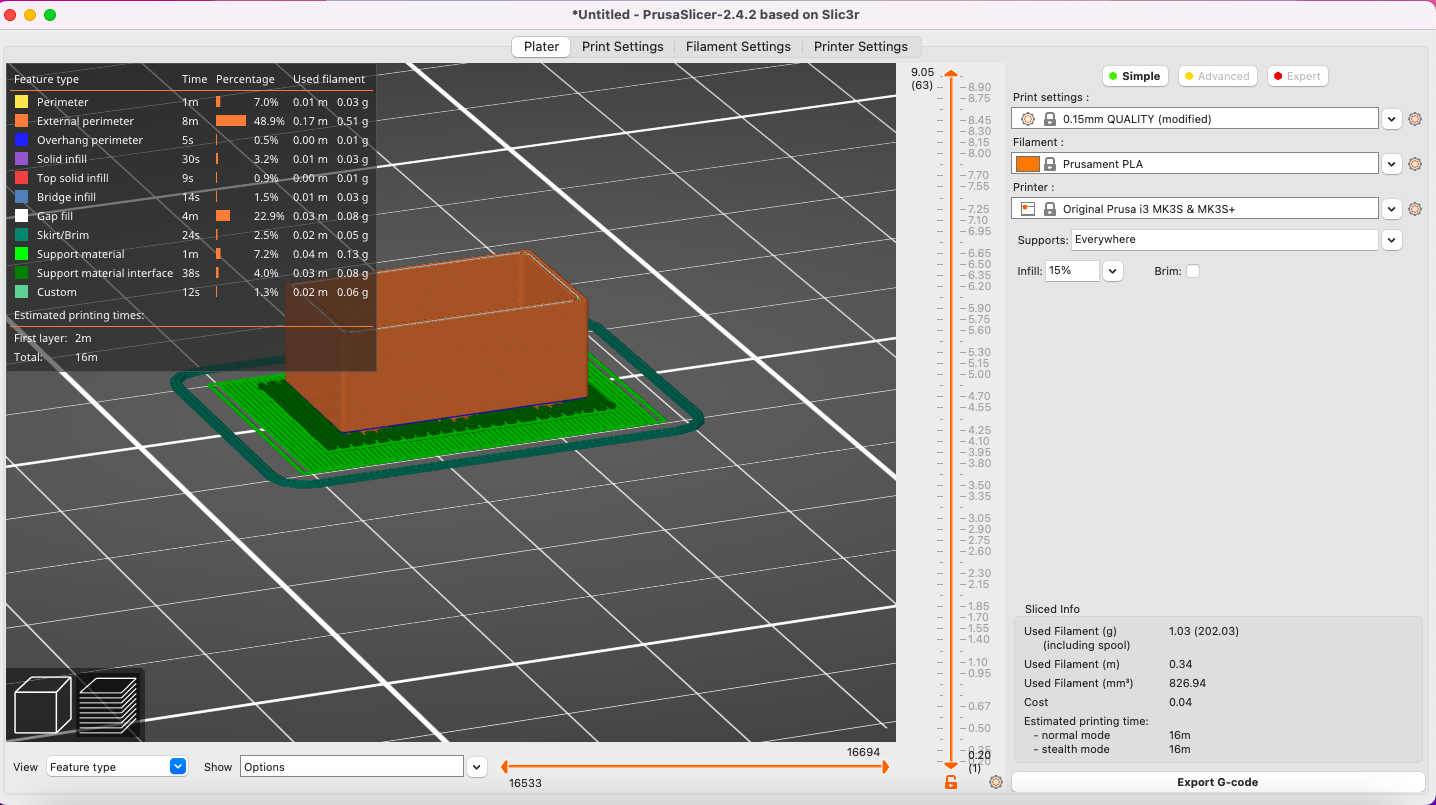 *Untitled - PrusaSlicer-2.4.2 based on Slic3r
Plater Print Settings Filament Settings Printer Settings
Feature type Time Percentage Used filament
Perimeter 1m 7.0% 0.01 m 0.03 g
External perimeter 8m 48.9% 0.17 m 0.51 g
Overhang perimeter 5s 0.5% 0.00 m 0.01 g
Solid infill 30s 3.2% 0.01 m 0.03 g
Top solid infill 9s 0.9% 0.00 m 0.01 g
Bridge infill 14s 1.5% 0.01 m 0.03 g
Gap fill 4m 22.9% 0.03 m 0.08 g
Skirt/Brim 24s 2.5% 0.02 m 0.05 g
Support material 1m 7.2% 0.04 m 0.13 g
Support material interface 38s 4.0% 0.03 m 0.08 g
Custom 12s 1.3% 0.02 m 0.06 g
Estimated printing times:
First layer: 2m
Total: 16m
View Feature type Show Options
16694
16533
9.05
(63)
8.90
8.75
8.45
8.30
8.15
8.00
7.70
7.55
7.25
7.10
6.95
6.65
6.50
6.35
6.20
5.90
5.75
5.60
5.30
5.15
5.00
4.70
4.55
4.25
4.10
3.95
3.80
3.50
3.35
3.05
2.90
2.75
2.60
2.30
2.15
1.85
1.70
1.55
1.40
1.10
0.95
0.67
0.50
0.35
0.20
(1)
Simple Advanced Expert
Print settings :
0.15mm QUALITY (modified)
Filament :
Prusament PLA
Printer :
Original Prusa i3 MK3S & MK3S+
Supports: Everywhere
Infill: 15% Brim:
Sliced Info
Used Filament (g) 1.03 (202.03)
(including spool)
Used Filament (m) 0.34
Used Filament (mm³) 826.94
Cost 0.04
Estimated printing time:
- normal mode 16m
- stealth mode 16m
Export G-code